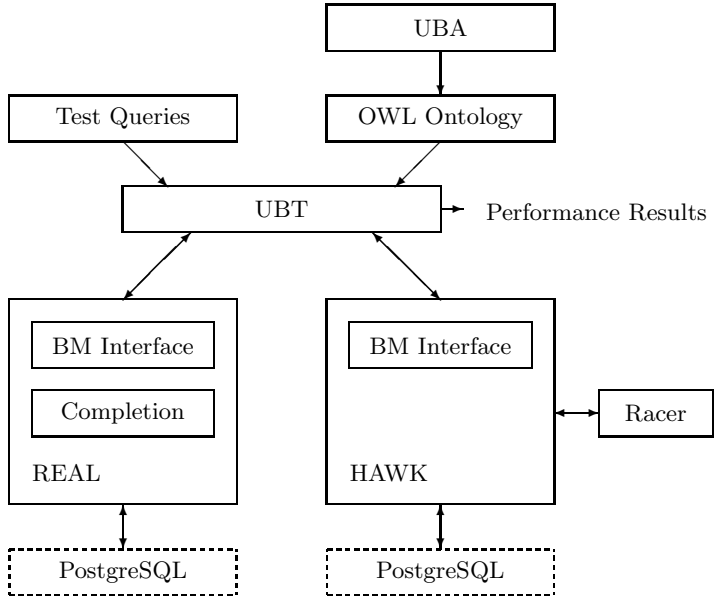 UBA
Test Queries
OWL Ontology
UBT
Performance Results
BM Interface
BM Interface
Completion
Racer
REAL
HAWK
PostgreSQL
PostgreSQL